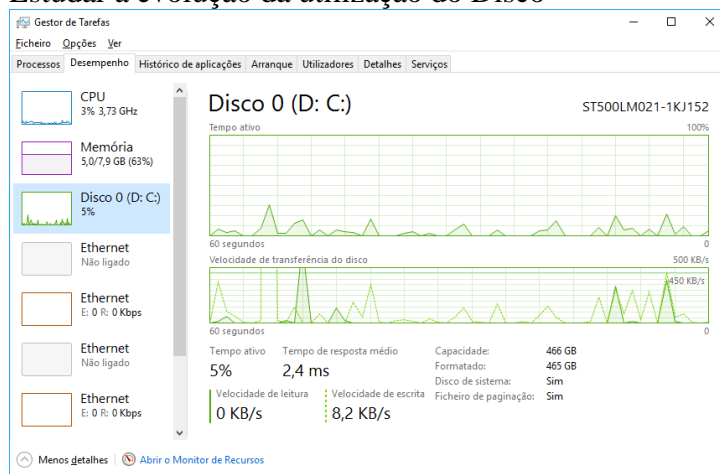 Estudar a evolução da utilização do Disco
Gestor de Tarefas
Ficheiro Opções Ver
Processos Desempenho Histórico de aplicações Arranque Utilizadores Detalhes Serviços
CPU
3% 3,73 GHz
Memória
5,0/7,9 GB (63%)
Disco 0 (D: C:)
5%
Ethernet
Não ligado
Ethernet
E: 0 R: 0 Kbps
Ethernet
Não ligado
Ethernet
E: 0 R: 0 Kbps
Disco 0 (D: C:) ST500LM021-1KJ152
Tempo ativo 100%
60 segundos 0
Velocidade de transferência do disco 500 KB/s
450 KB/s
60 segundos 0
Tempo ativo Tempo de resposta médio
5% 2,4 ms
Velocidade de leitura Velocidade de escrita
0 KB/s 8,2 KB/s
Capacidade: 466 GB
Formatado: 465 GB
Disco de sistema: Sim
Ficheiro de paginação: Sim
Menos detalhes Abrir o Monitor de Recursos